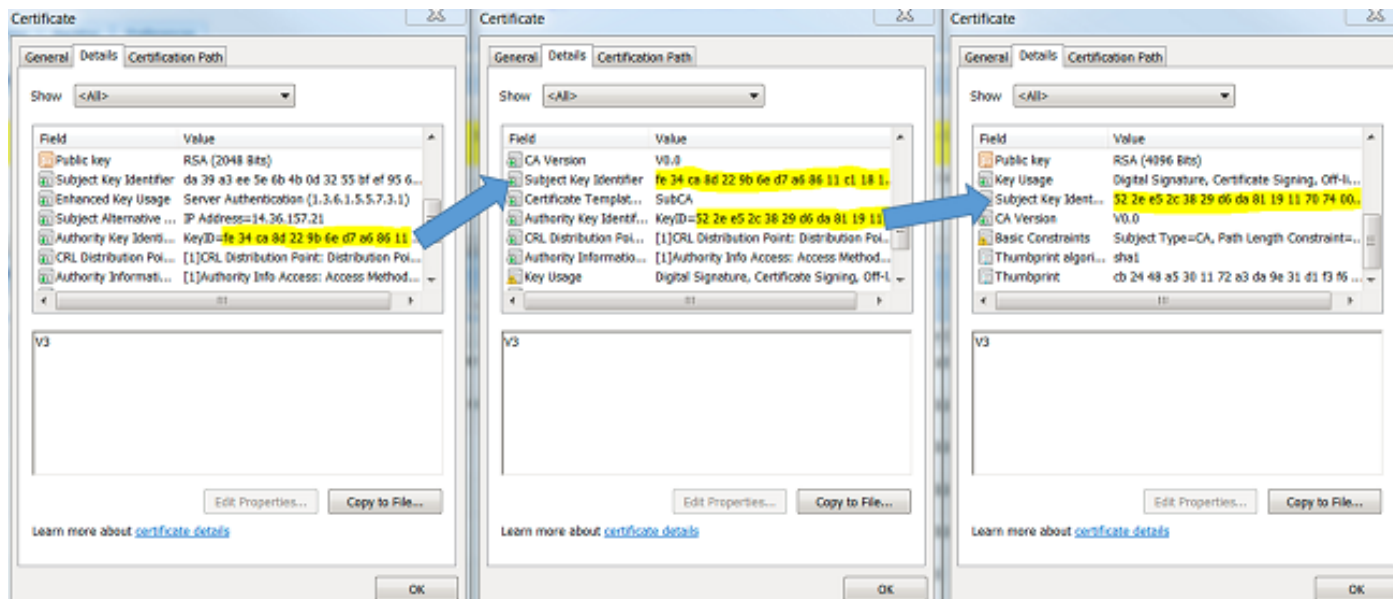 Certificate
General Details Certification Path
Show <All>
Field Value
Public key RSA (2048 Bits)
Subject Key Identifier da 39 a3 ee 5e 6b 4b 0d 32 55 bf ef 95 6...
Enhanced Key Usage Server Authentication (1.3.6.1.5.5.7.3.1)
Subject Alternative ... IP Address=14.36.157.21
Authority Key Identi... KeyID=fe 34 ca 8d 22 9b 6e d7 a6 86 11 ...
CRL Distribution Poi... [1]CRL Distribution Point: Distribution Poi...
Authority Informati... [1]Authority Info Access: Access Method...
V3
Edit Properties... Copy to File...
Learn more about certificate details
OK
Certificate
General Details Certification Path
Show <All>
Field Value
CA Version V0.0
Subject Key Identifier fe 34 ca 8d 22 9b 6e d7 a6 86 11 c1 18 1..
Certificate Templat... SubCA
Authority Key Identif... KeyID=52 2e e5 2c 38 29 d6 da 81 19 11
CRL Distribution Poi... [1]CRL Distribution Point: Distribution Poi...
Authority Informatio... [1]Authority Info Access: Access Method...
Key Usage Digital Signature, Certificate Signing, Off-l...
V3
Edit Properties... Copy to File...
Learn more about certificate details
OK
Certificate
General Details Certification Path
Show <All>
Field Value
Public key RSA (4096 Bits)
Key Usage Digital Signature, Certificate Signing, Off-li...
Subject Key Ident... 52 2e e5 2c 38 29 d6 da 81 19 11 70 74 00..
CA Version V0.0
Basic Constraints Subject Type=CA, Path Length Constraint=...
Thumbprint algori... sha1
Thumbprint cb 24 48 a5 30 11 72 a3 da 9e 31 d1 f3 f6 ...
V3
Edit Properties... Copy to File...
Learn more about certificate details
OK